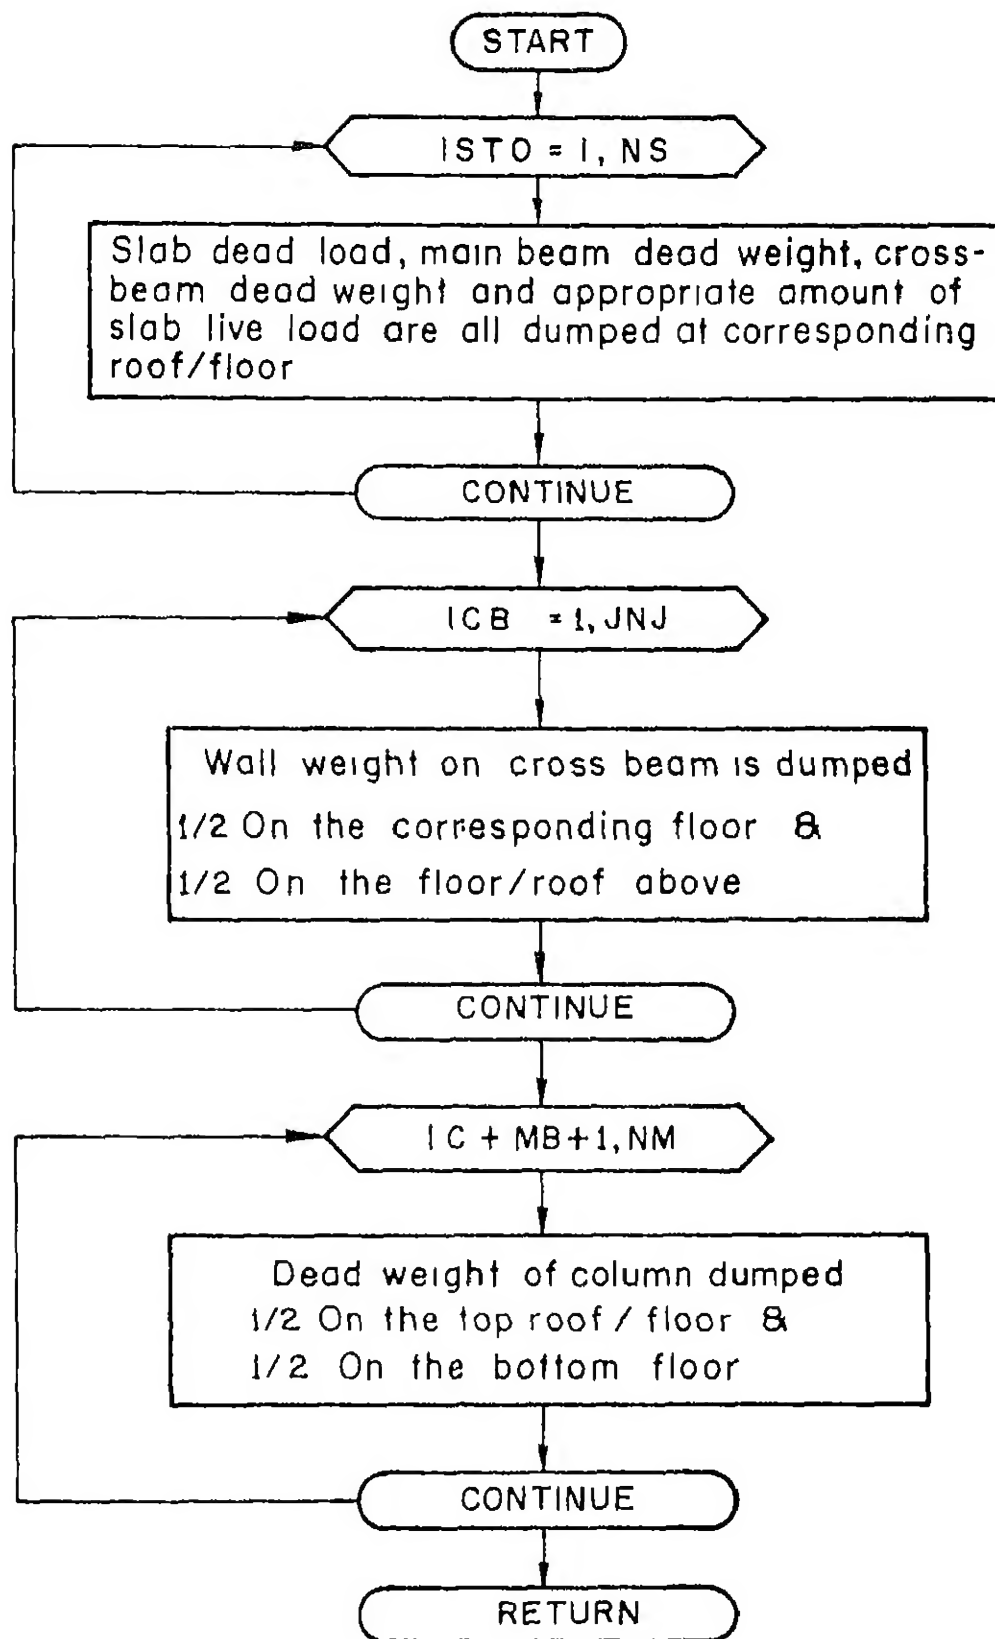 START
ISTO = 1, NS
Slab dead load, main beam dead weight, cross-
beam dead weight and appropriate amount of
slab live load are all dumped at corresponding
roof/floor
CONTINUE
ICB = 1, JNJ
Wall weight on cross beam is dumped
1/2 On the corresponding floor &
1/2 On the floor/roof above
CONTINUE
IC + MB+1, NM
Dead weight of column dumped
1/2 On the top roof / floor &
1/2 On the bottom floor
CONTINUE
RETURN